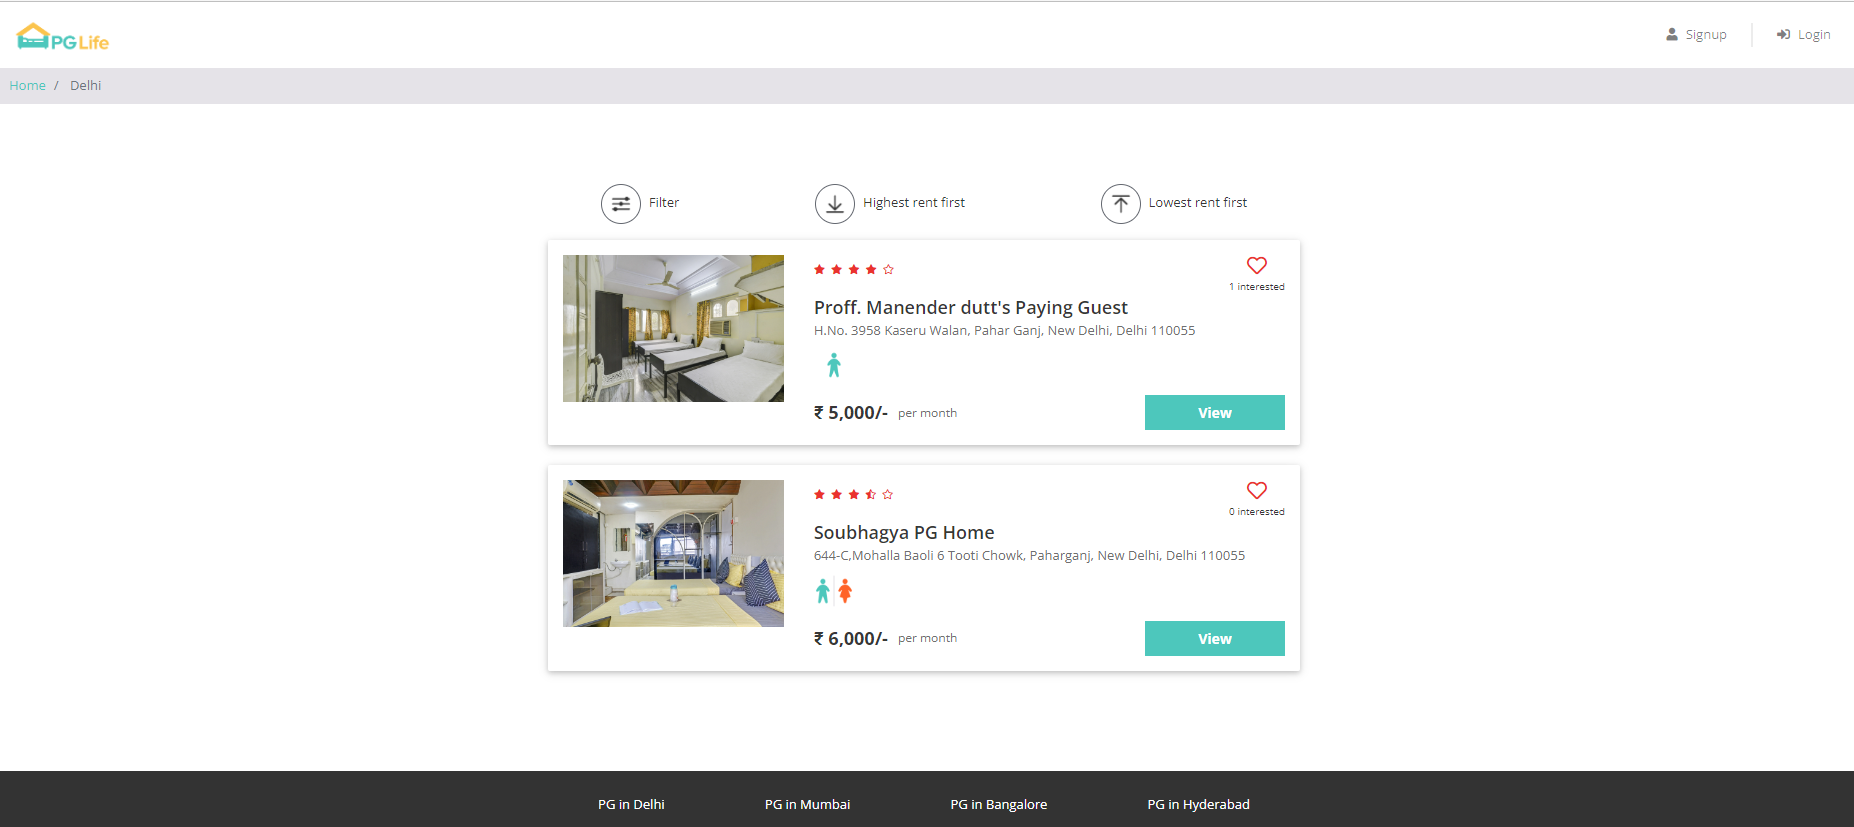 PG Life
Signup
Login
Home / Delhi
Filter
Highest rent first
Lowest rent first
1 interested
Proff. Manender dutt's Paying Guest
H.No. 3958 Kaseru Walan, Pahar Ganj, New Delhi, Delhi 110055
₹ 5,000/- per month
View
0 interested
Soubhagya PG Home
644-C,Mohalla Baoli 6 Tooti Chowk, Paharganj, New Delhi, Delhi 110055
₹ 6,000/- per month
View
PG in Delhi
PG in Mumbai
PG in Bangalore
PG in Hyderabad